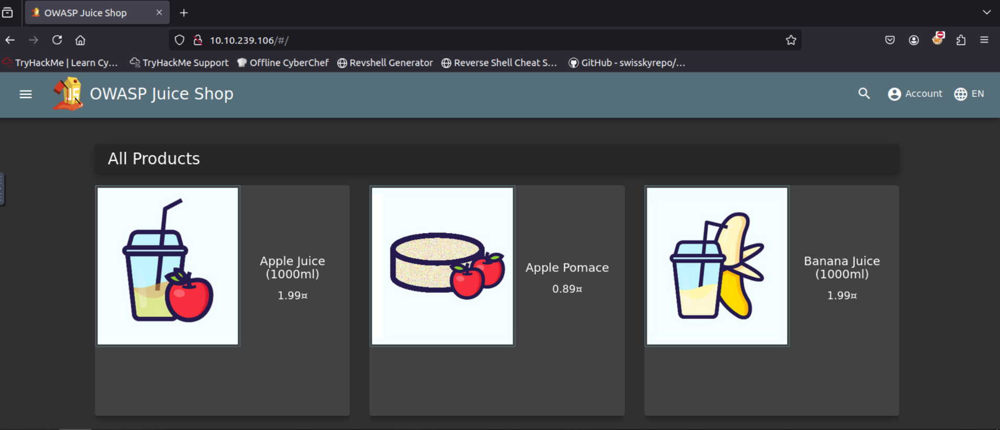 OWASP Juice Shop
10.10.239.106/#/
TryHackMe | Learn Cy... TryHackMe Support Offline CyberChef Revshell Generator Reverse Shell Cheat S... GitHub - swisskyrepo/...
OWASP Juice Shop Account EN
All Products
Apple Juice
(1000ml)
1.99¤
Apple Pomace
0.89¤
Banana Juice
(1000ml)
1.99¤